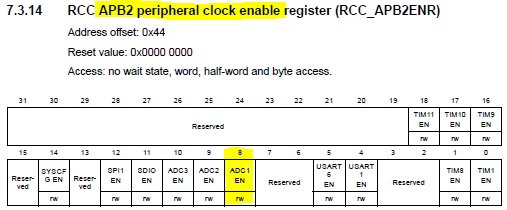 7.3.14 RCC APB2 peripheral clock enable register (RCC_APB2ENR)
Address offset: 0x44
Reset value: 0x0000 0000
Access: no wait state, word, half-word and byte access.
31 30 29 28 27 26 25 24 23 22 21 20 19 18 17 16
Reserved TIM11 EN TIM10 EN TIM9 EN
rw rw rw
15 14 13 12 11 10 9 8 7 6 5 4 3 2 1 0
Reser-ved SYSCF G EN Reser-ved SPI1 EN SDIO EN ADC3 EN ADC2 EN ADC1 EN Reserved USART 6 EN USART 1 EN Reserved TIM8 EN TIM1 EN
rw rw rw rw rw rw rw rw rw rw